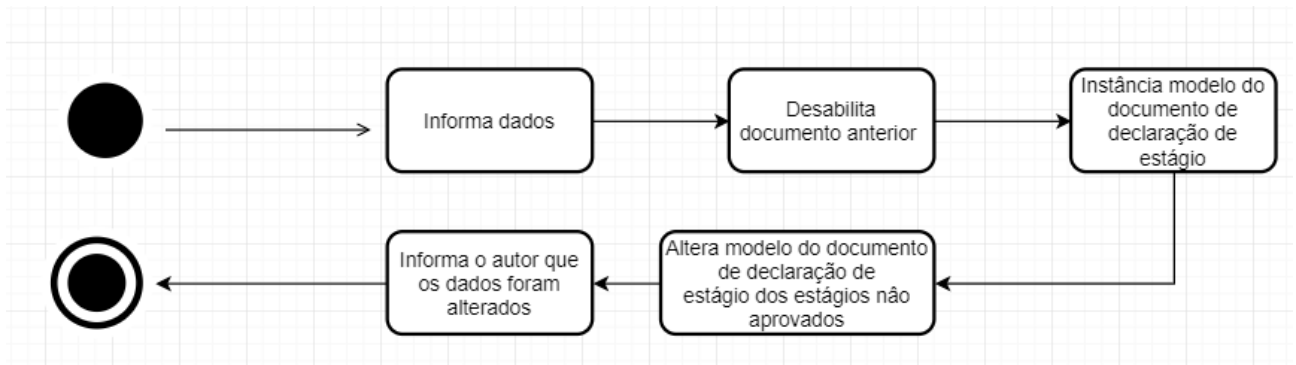 Informa dados
Desabilita
documento anterior
Instância modelo do
documento de
declaração de
estágio
Informa o autor que
os dados foram
alterados
Altera modelo do documento
de declaração de
estágio dos estágios nâo
aprovados